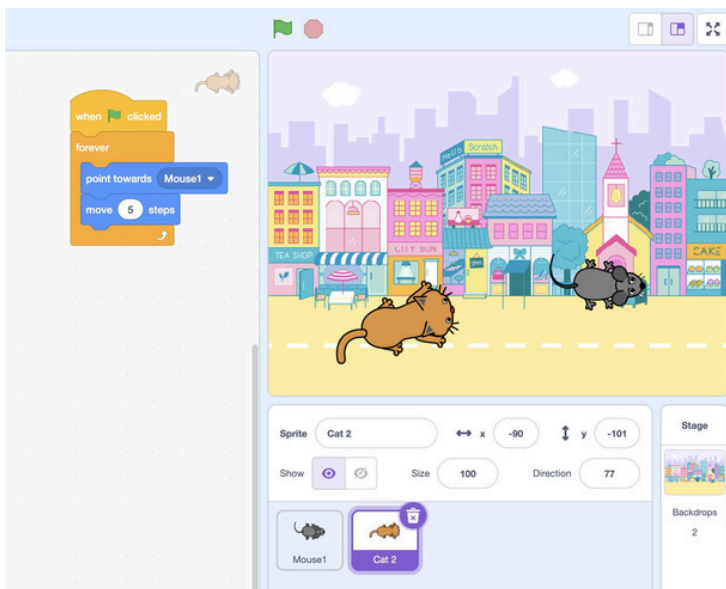 when clicked
forever
point towards Mouse1
move 5 steps
Hello Scratch
TEA SHOP
CITY BUN
CAKE
Sprite Cat 2 x -90 y -101
Show Size 100 Direction 77
Mouse1
Cat 2
Stage
Backdrops
2